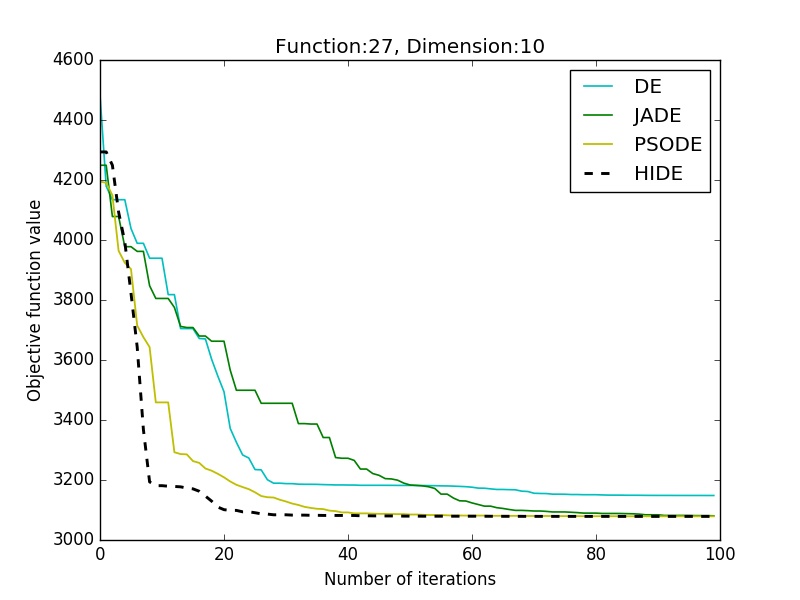 Function:27, Dimension:10
4600
4400
4200
4000
3800
3600
3400
3200
3000
Objective function value
DE
JADE
PSODE
HIDE
0 20 40 60 80 100
Number of iterations